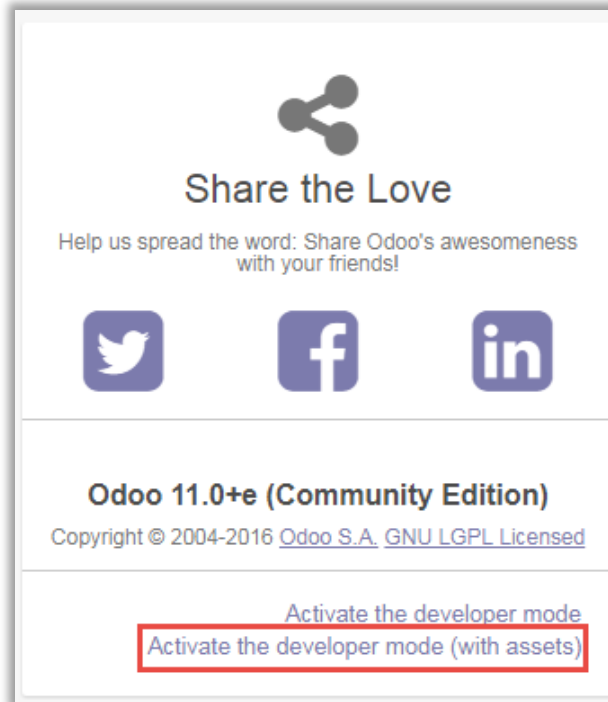 Share the Love
Help us spread the word: Share Odoo's awesomeness
with your friends!
f
in
Odoo 11.0+e (Community Edition)
Copyright © 2004-2016 Odoo S.A. GNU LGPL Licensed
Activate the developer mode
Activate the developer mode (with assets)